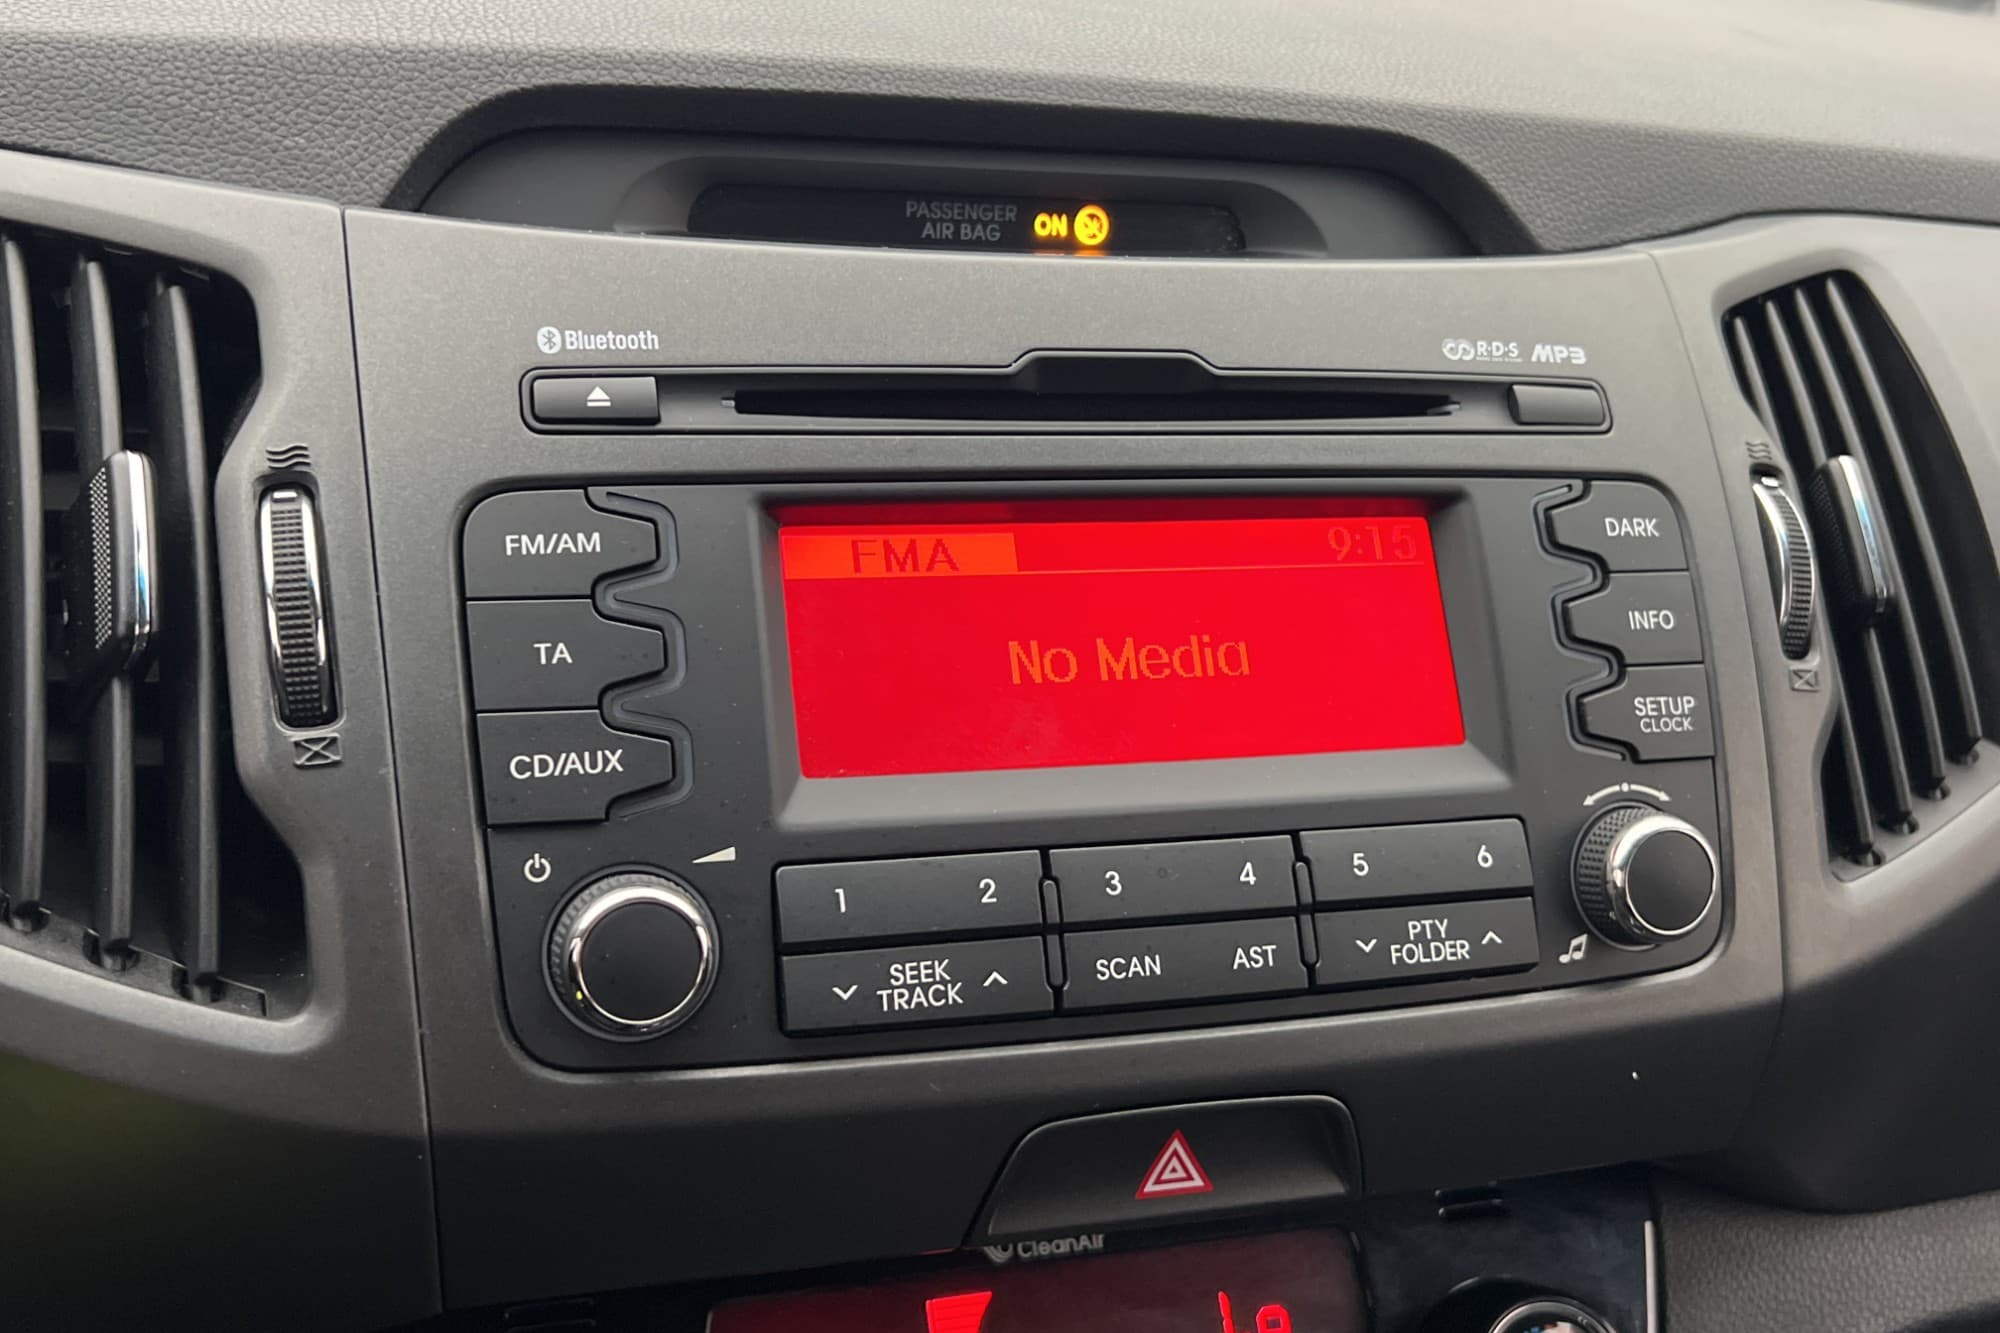 PASSENGER
AIR BAG
ON
Bluetooth
R·D·S MP3
FM/AM
TA
CD/AUX
FMA 9:15
No Media
DARK
INFO
SETUP
CLOCK
1 2 3 4 5 6
SEEK
TRACK
SCAN AST
PTY
FOLDER
CleanAir